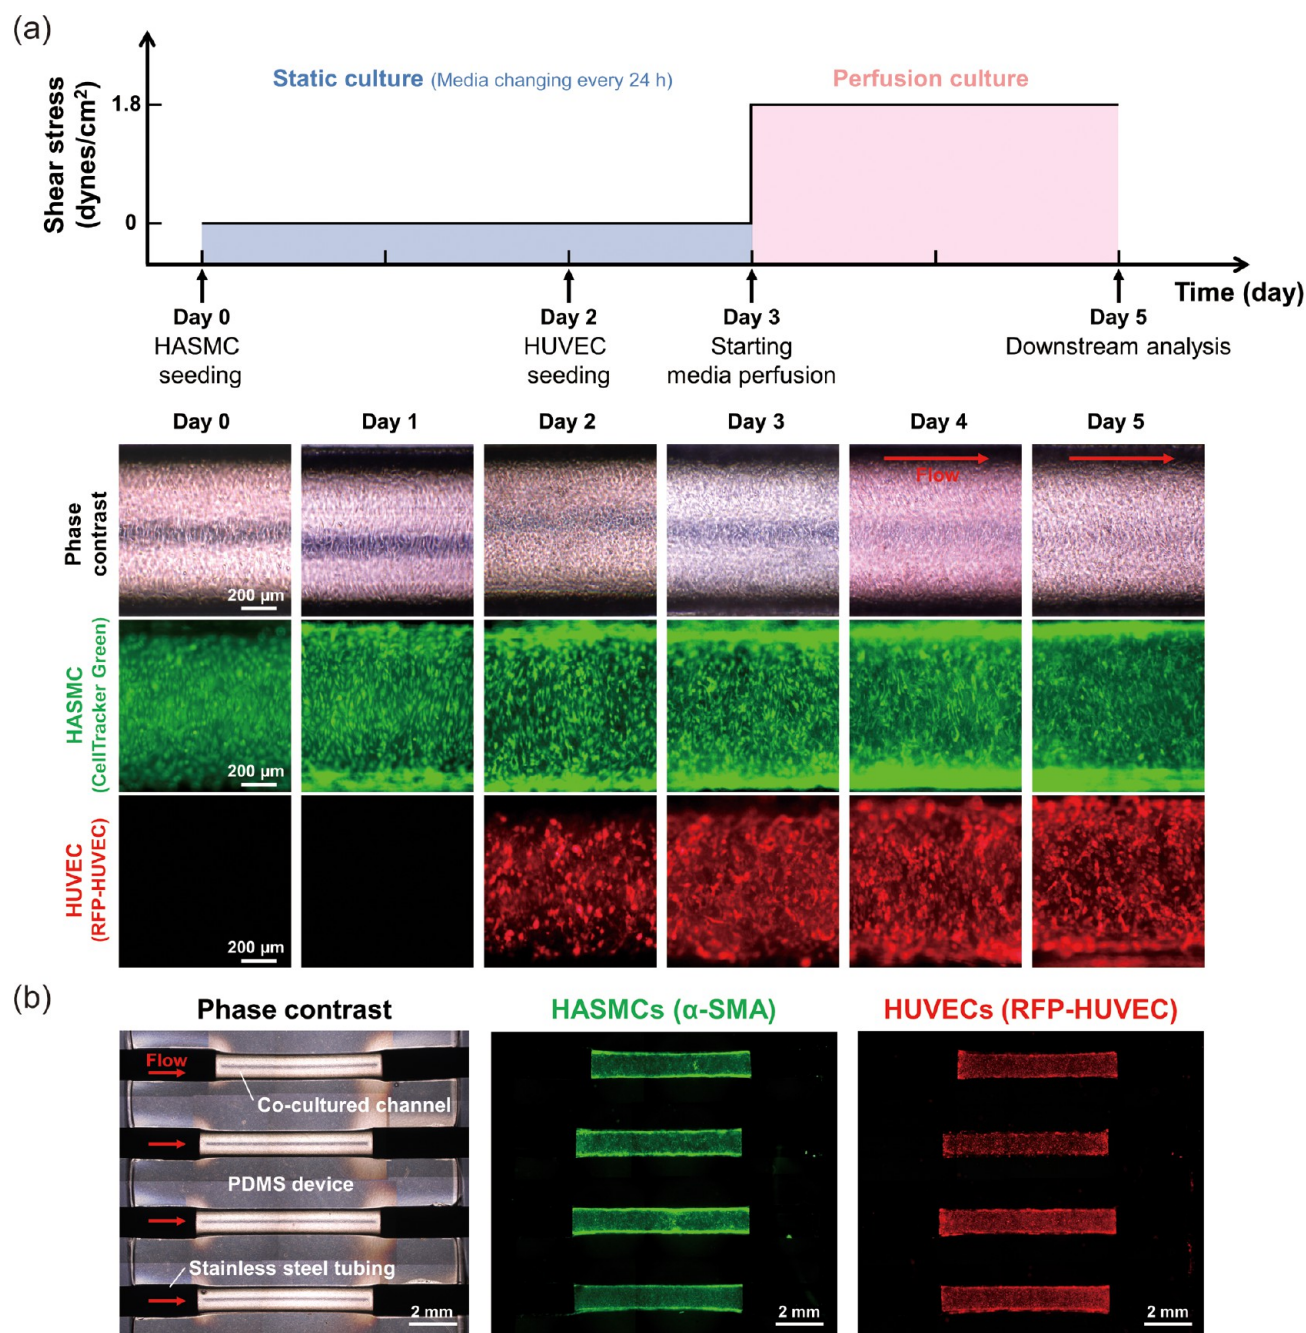 (a)
Static culture (Media changing every 24 h)
Perfusion culture
Shear stress
(dynes/cm²)
1.8
0
Time (day)
Day 0
HASMC
seeding
Day 2
HUVEC
seeding
Day 3
Starting
media perfusion
Day 5
Downstream analysis
Day 0 Day 1 Day 2 Day 3 Day 4 Day 5
Phase
contrast
200 µm
Flow
HASMC
(CellTracker Green)
200 µm
HUVEC
(RFP-HUVEC)
200 µm
(b)
Phase contrast
Flow
Co-cultured channel
PDMS device
Stainless steel tubing
2 mm
HASMCs (α-SMA)
2 mm
HUVECs (RFP-HUVEC)
2 mm